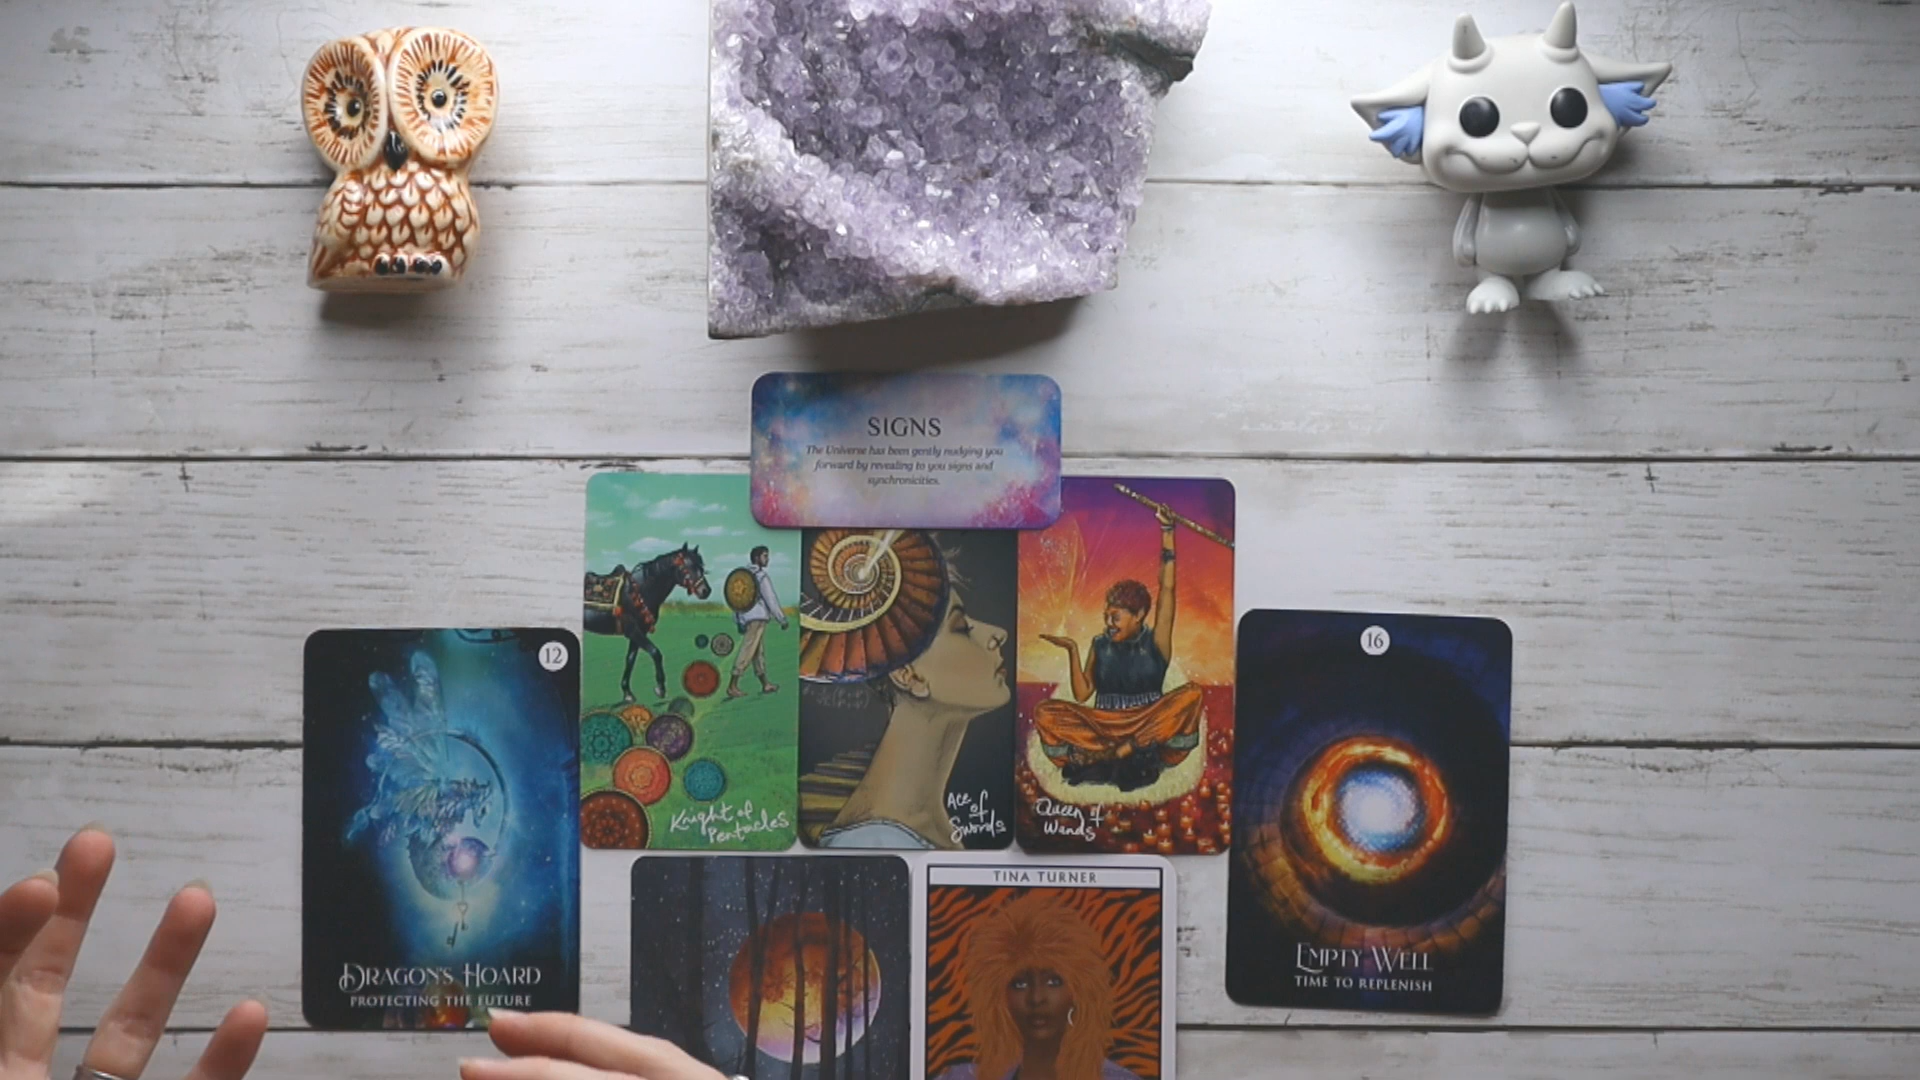 SIGNS
The Universe has been gently nudging you
forward by revealing to you signs and
synchronicities.
Knight of
Pentacles
Ace
of
Swords
Queen of
Wands
12
DRAGON'S HOARD
PROTECTING THE FUTURE
16
EMPTY WELL
TIME TO REPLENISH
TINA TURNER